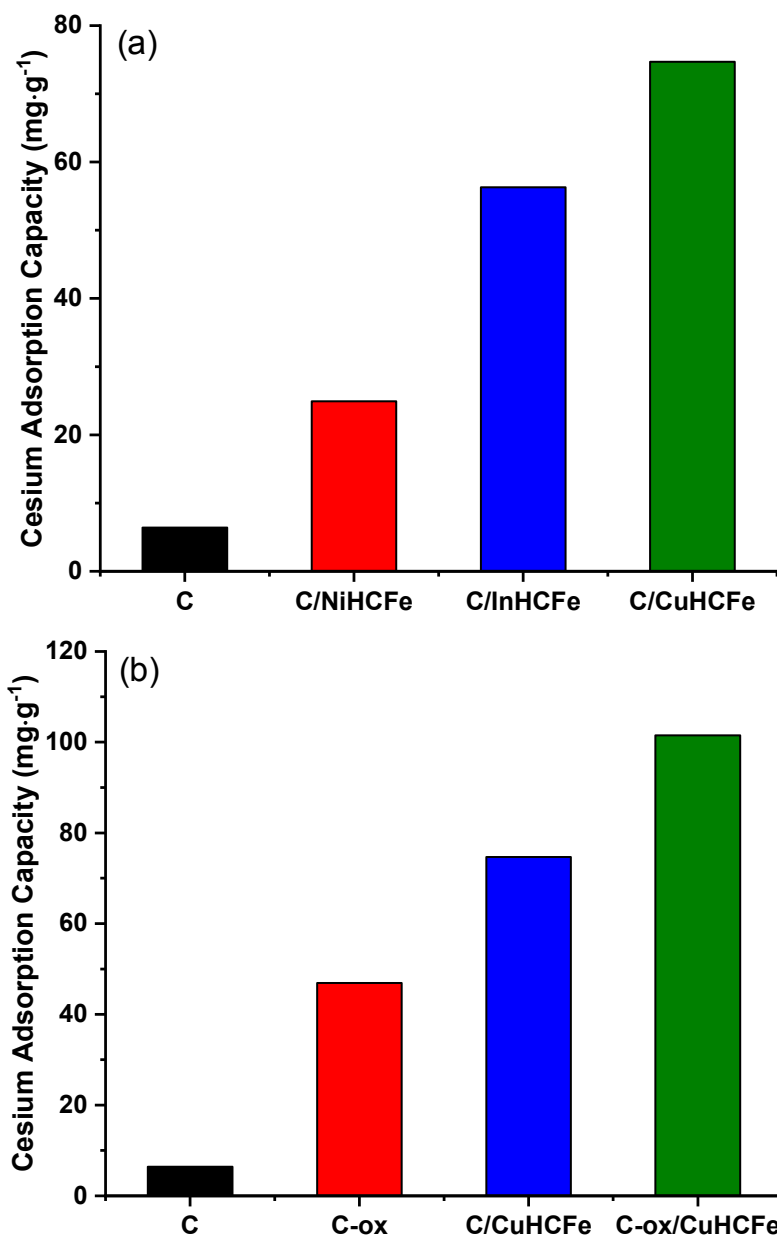 (a)
Cesium Adsorption Capacity (mg·g⁻¹)
80
60
40
20
0
C C/NiHCFe C/InHCFe C/CuHCFe
(b)
Cesium Adsorption Capacity (mg·g⁻¹)
120
100
80
60
40
20
0
C C-ox C/CuHCFe C-ox/CuHCFe